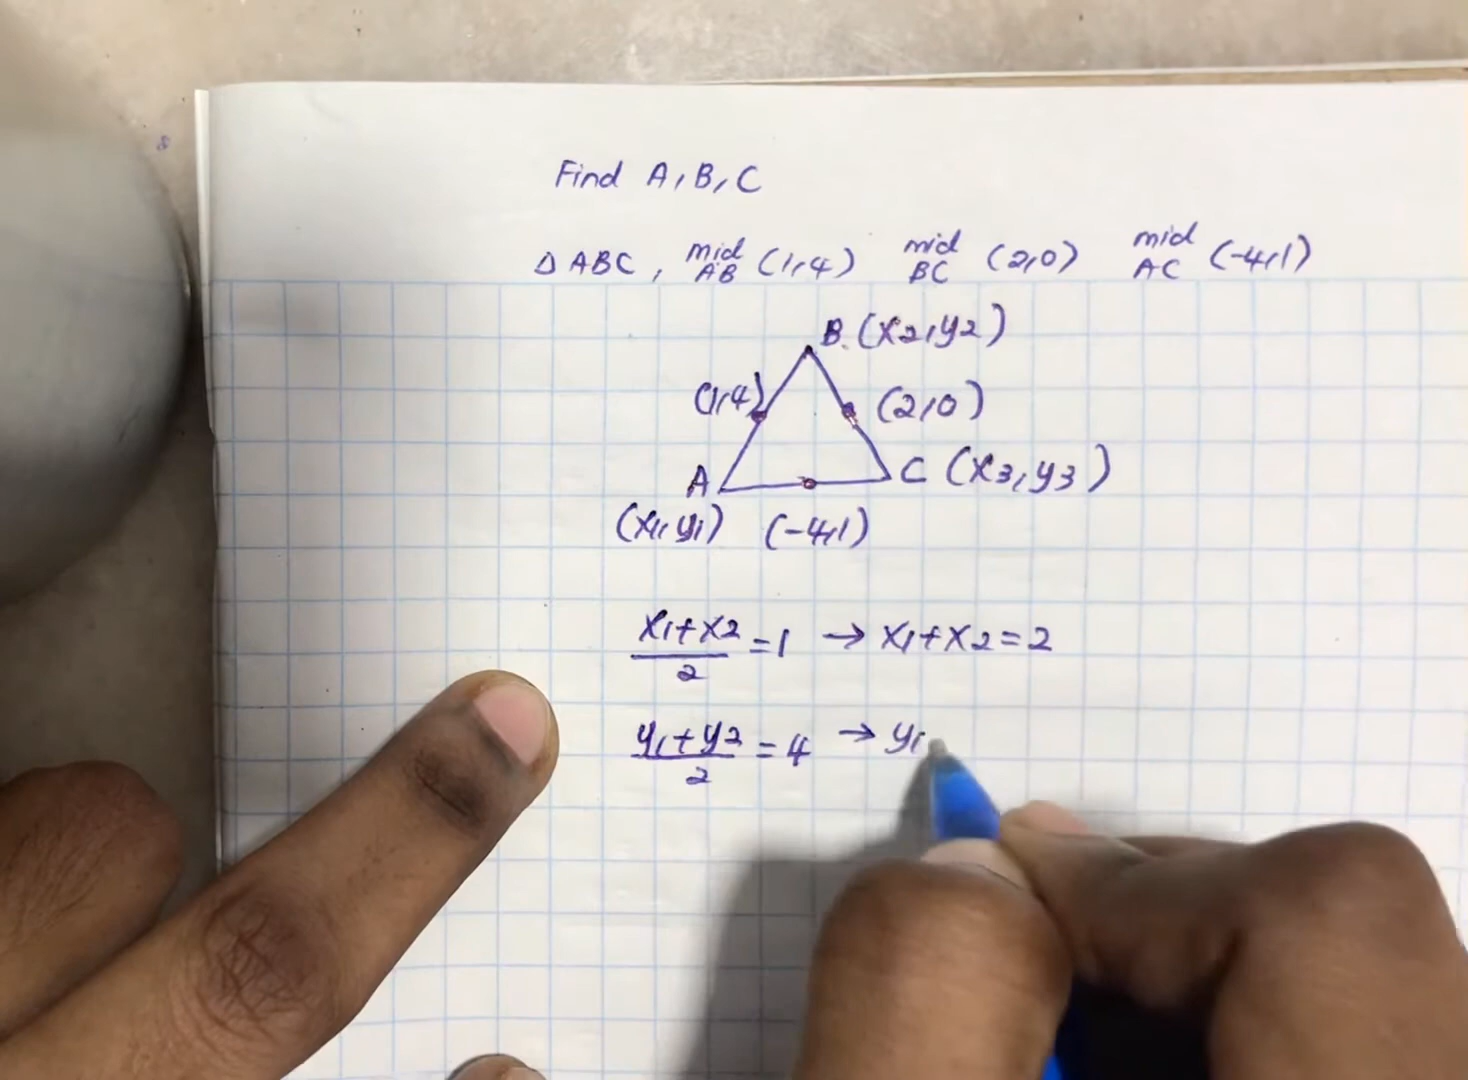 Find A, B, C
△ ABC, mid AB (1,4) mid BC (2,0) mid AC (-4,1)
B. (x2, y2)
(1,4) (2,0)
A C (x3, y3)
(x1, y1) (-4,1)
x1+x2/2 = 1 → x1+x2 = 2
y1+y2/2 = 4 → y1